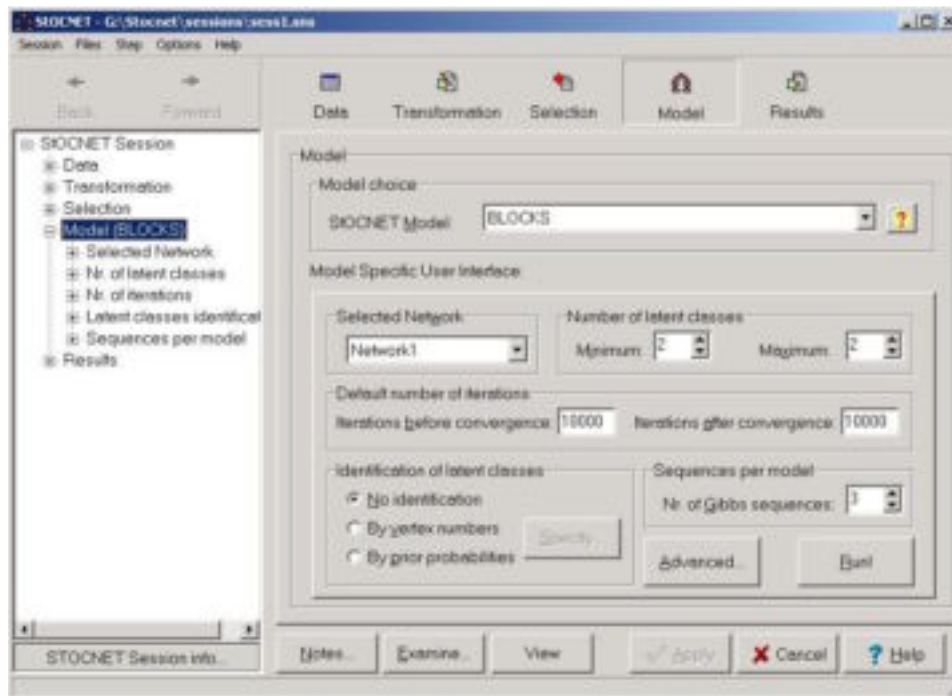 StOCNET - G:\Stocnet\sessions\sess1.sns
Session Files Step Options Help
Back Forward
Data Transformation Selection Model Results
StOCNET Session
Data
Transformation
Selection
Model (BLOCKS)
Selected Network
Nr. of latent classes
Nr. of iterations
Latent classes identificat
Sequences per model
Results
Model
Model choice
StOCNET Model: BLOCKS
Model Specific User Interface
Selected Network
Network1
Number of latent classes
Minimum: 2 Maximum: 2
Default number of iterations
Iterations before convergence: 10000 Iterations after convergence: 10000
Identification of latent classes
No identification
By vertex numbers
By prior probabilities
Specify...
Sequences per model
Nr. of Gibbs sequences: 3
Advanced... Run!
STOCNET Session info...
Notes... Examine... View Apply Cancel Help